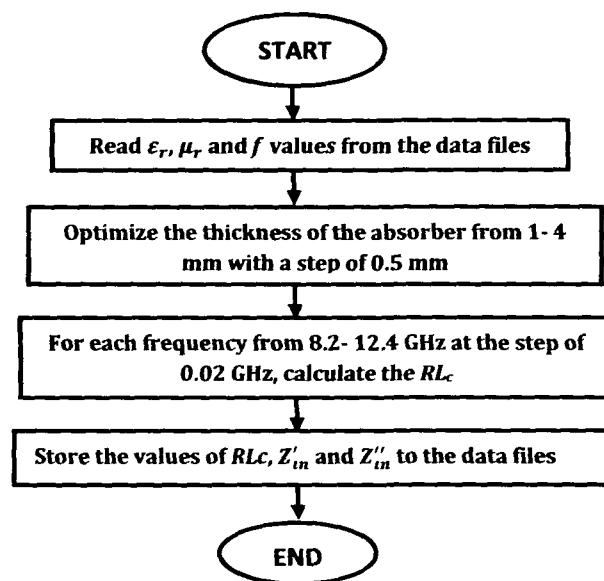 START
Read εr, μr and f values from the data files
Optimize the thickness of the absorber from 1- 4
mm with a step of 0.5 mm
For each frequency from 8.2- 12.4 GHz at the step of
0.02 GHz, calculate the RLc
Store the values of RLc, Z′in and Z″in to the data files
END